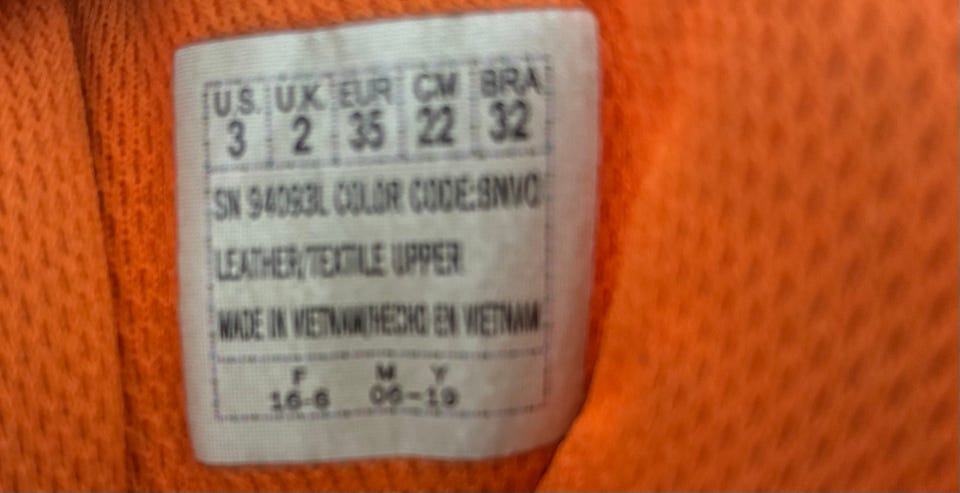 U.S. U.K. EUR CM BRA
3 2 35 22 32
SN 94093L COLOR CODE:
LEATHER/TEXTILE UPPER
MADE IN VIETNAM/HECHO EN VIETNAM
F M Y
16-6 06-19